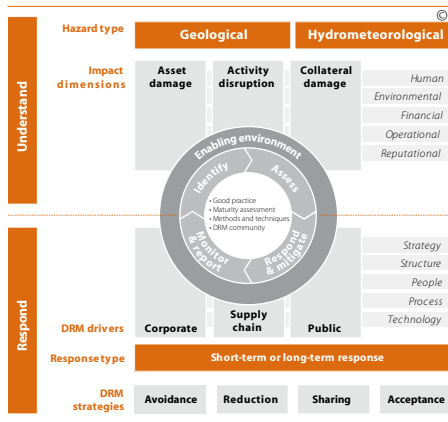 ©
Hazard type
Geological
Hydrometeorological
Understand
Impact
dimensions
Asset
damage
Activity
disruption
Collateral
damage
Human
Environmental
Financial
Operational
Reputational
Enabling environment
Identify
Assess
• Good practice
• Maturity assessment
• Methods and techniques
• DRM community
Monitor
& report
Respond
& mitigate
Respond
Strategy
Structure
People
Process
Technology
DRM drivers
Corporate
Supply
chain
Public
Response type
Short-term or long-term response
DRM
strategies
Avoidance
Reduction
Sharing
Acceptance